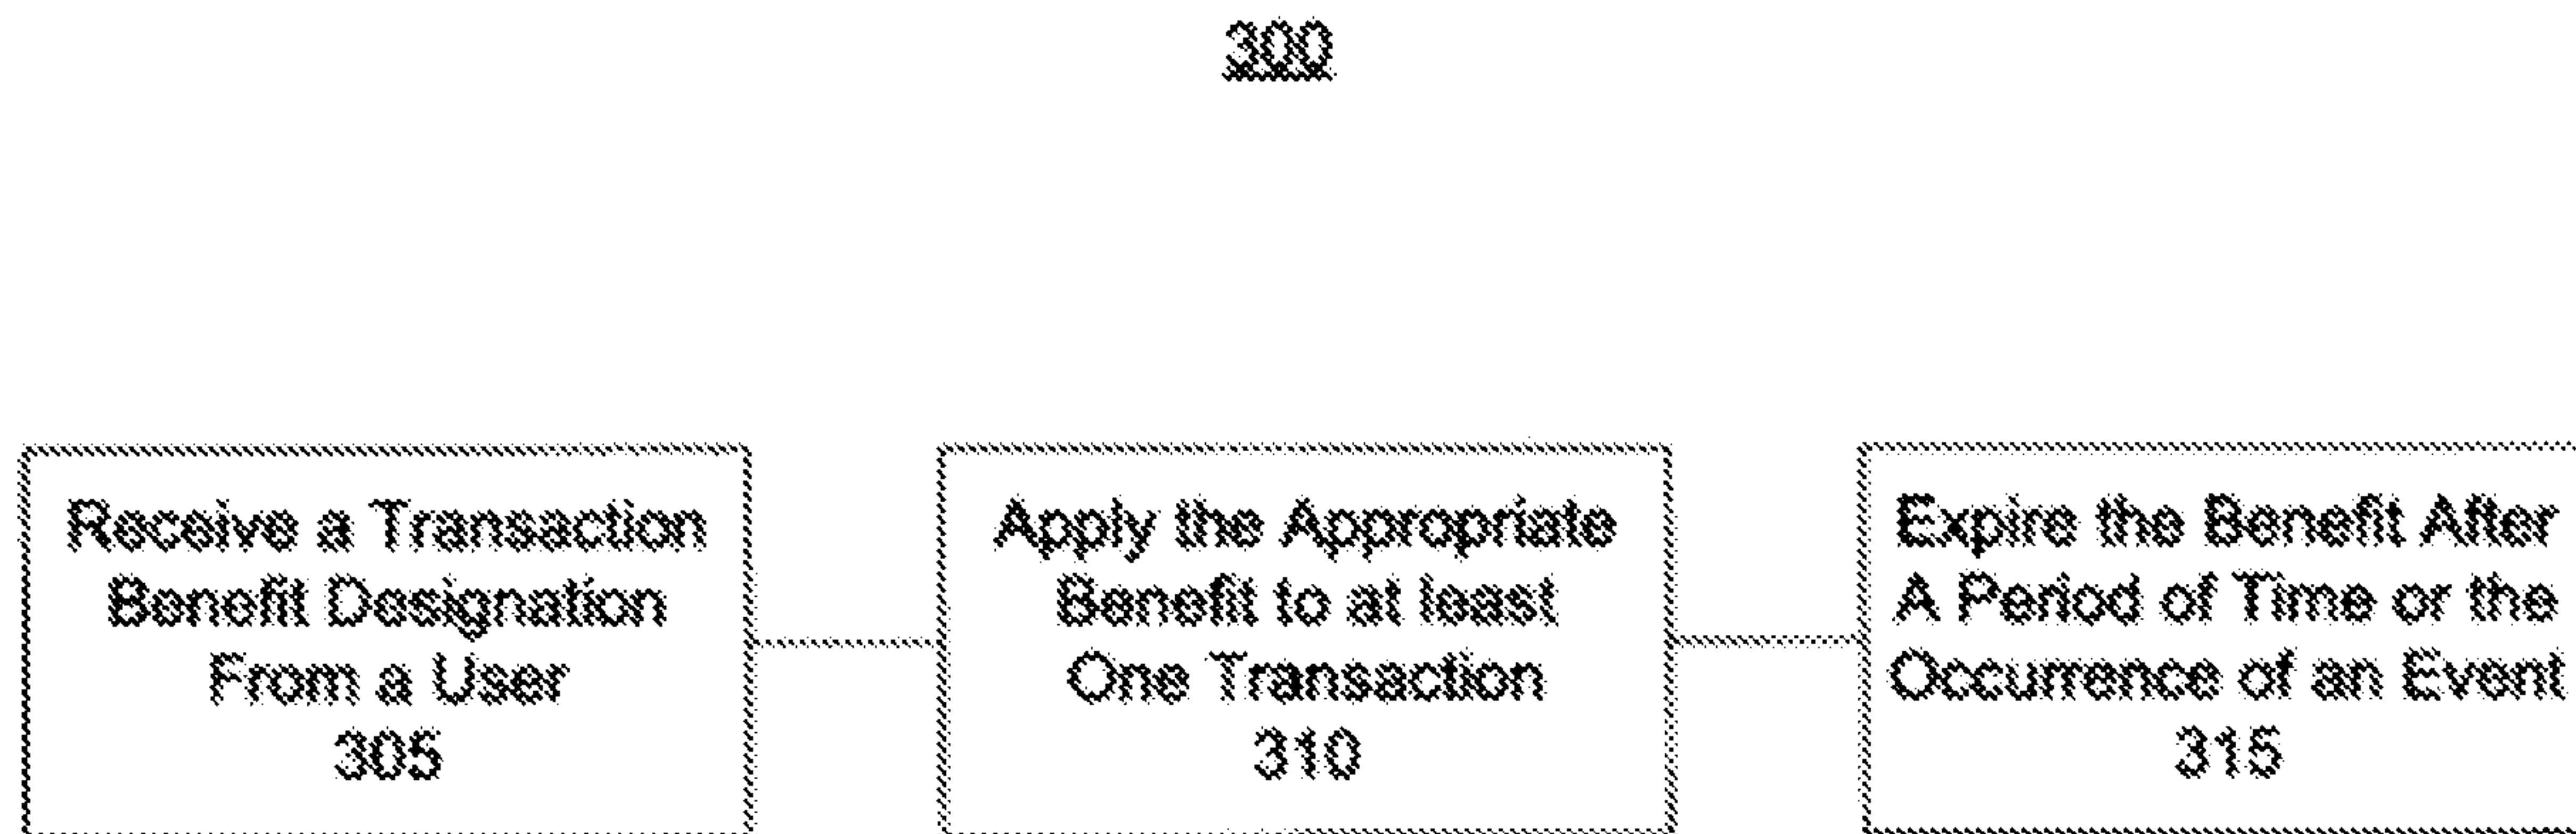 300
Receive a Transaction
Benefit Designation
From a User
305
Apply the Appropriate
Benefit to at least
One Transaction
310
Expire the Benefit After
A Period of Time or the
Occurrence of an Event
315